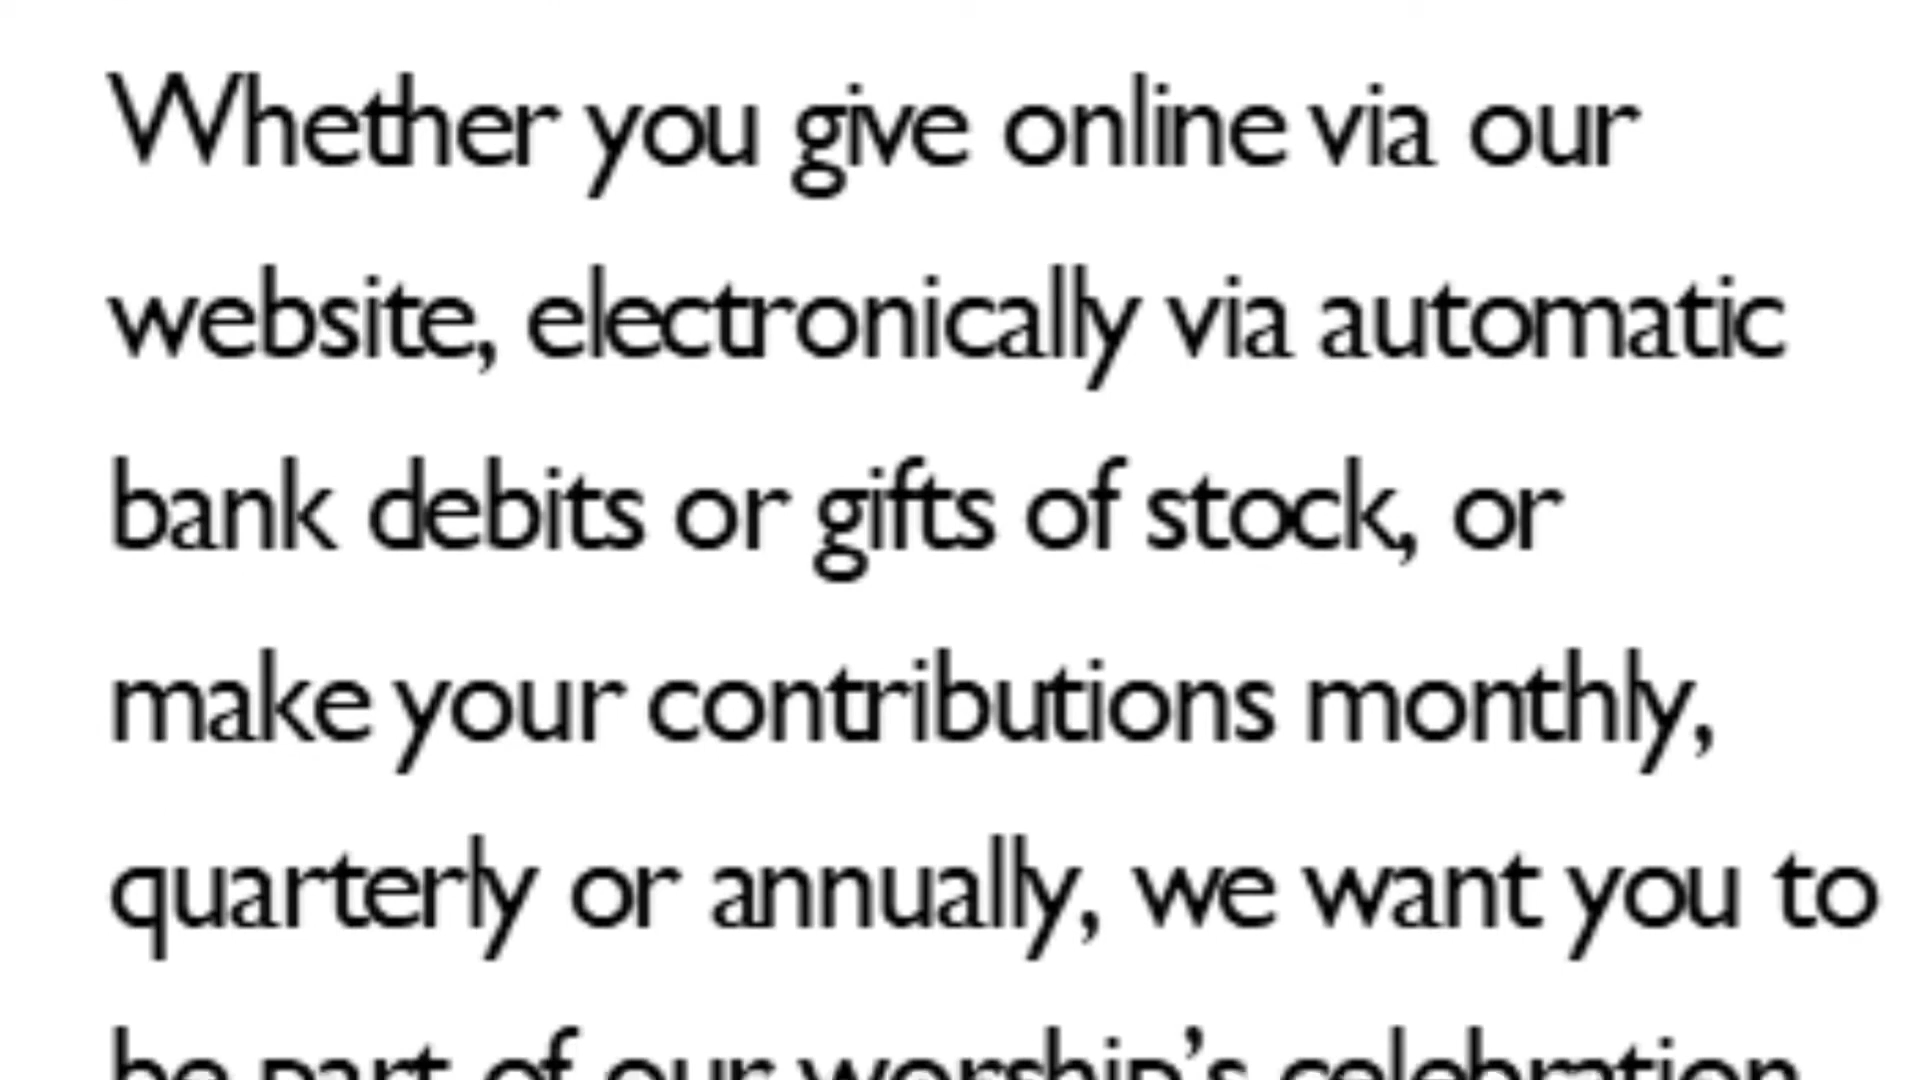 Whether you give online via our
website, electronically via automatic
bank debits or gifts of stock, or
make your contributions monthly,
quarterly or annually, we want you to
be part of our worship’s celebration